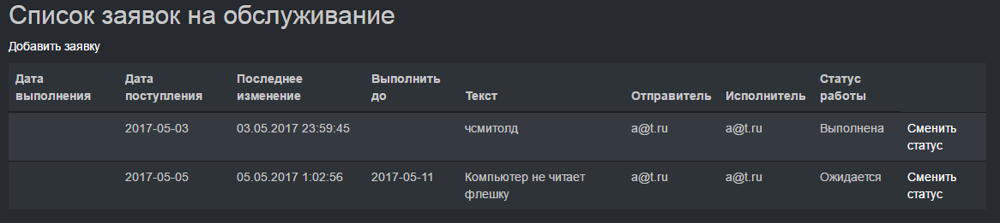 Список заявок на обслуживание
Добавить заявку
Дата Дата Последнее Выполнить Статус
выполнения поступления изменение до Текст Отправитель Исполнитель работы
2017-05-03 03.05.2017 23:59:45 чсмитолд a@t.ru a@t.ru Выполнена Сменить
статус
2017-05-05 05.05.2017 1:02:56 2017-05-11 Компьютер не читает a@t.ru a@t.ru Ожидается Сменить
флешку статус